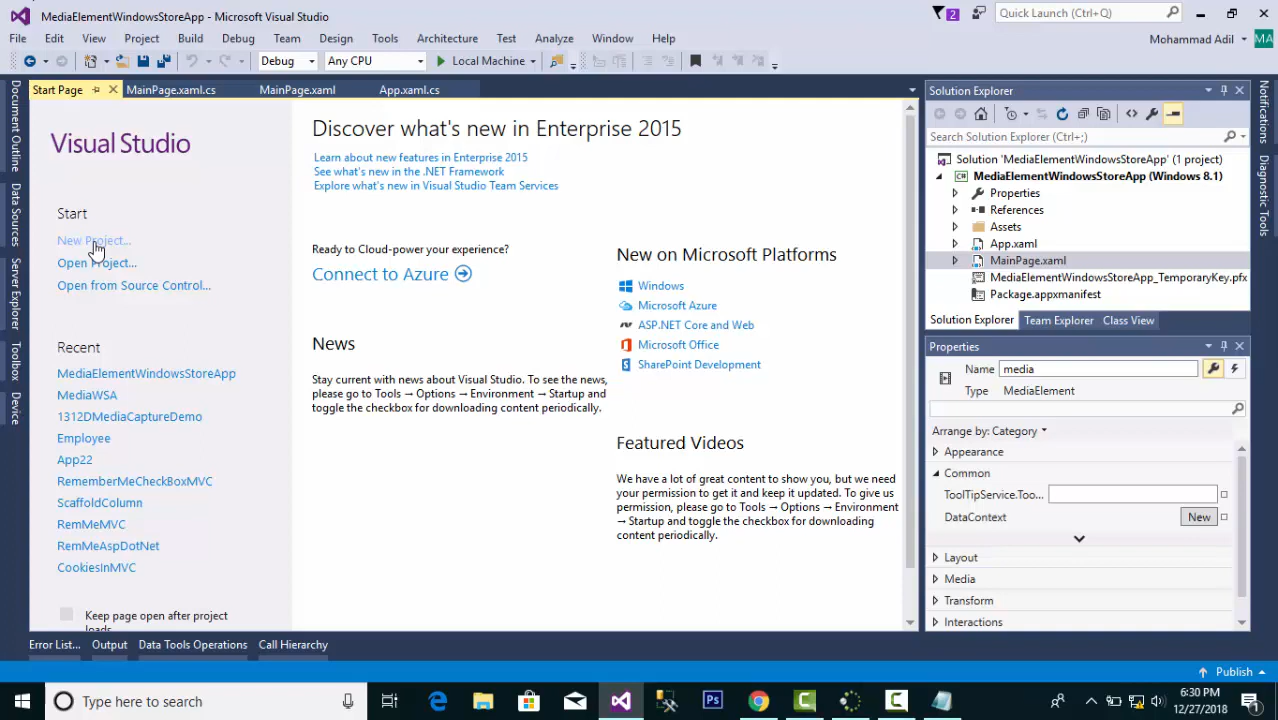 MediaElementWindowsStoreApp - Microsoft Visual Studio
2
Quick Launch (Ctrl+Q)
File Edit View Project Build Debug Team Design Tools Architecture Test Analyze Window Help
Mohammad Adil
MA
Debug Any CPU Local Machine
Start Page MainPage.xaml.cs MainPage.xaml App.xaml.cs
Document Outline
Data Sources
Server Explorer
Toolbox
Device
Visual Studio
Start
New Project...
Open Project...
Open from Source Control...
Recent
MediaElementWindowsStoreApp
MediaWSA
1312DMediaCaptureDemo
Employee
App22
RememberMeCheckBoxMVC
ScaffoldColumn
RemMeMVC
RemMeAspDotNet
CookiesInMVC
Keep page open after project
loads
Discover what's new in Enterprise 2015
Learn about new features in Enterprise 2015
See what's new in the .NET Framework
Explore what's new in Visual Studio Team Services
Ready to Cloud-power your experience?
Connect to Azure
News
Stay current with news about Visual Studio. To see the news,
please go to Tools → Options → Environment → Startup and
toggle the checkbox for downloading content periodically.
New on Microsoft Platforms
Windows
Microsoft Azure
ASP.NET Core and Web
Microsoft Office
SharePoint Development
Featured Videos
We have a lot of great content to show you, but we need
your permission to get it and keep it updated. To give us
permission, please go to Tools → Options → Environment
→ Startup and toggle the checkbox for downloading
content periodically.
Solution Explorer
Search Solution Explorer (Ctrl+;)
Solution 'MediaElementWindowsStoreApp' (1 project)
C#
MediaElementWindowsStoreApp (Windows 8.1)
Properties
References
Assets
App.xaml
MainPage.xaml
MediaElementWindowsStoreApp_TemporaryKey.pfx
Package.appxmanifest
Solution Explorer Team Explorer Class View
Properties
Name media
Type MediaElement
Arrange by: Category
Appearance
Common
ToolTipService.Too...
DataContext New
Layout
Media
Transform
Interactions
Notifications
Diagnostic Tools
Error List... Output Data Tools Operations Call Hierarchy
Publish
Type here to search
Ps
6:30 PM
12/27/2018
1